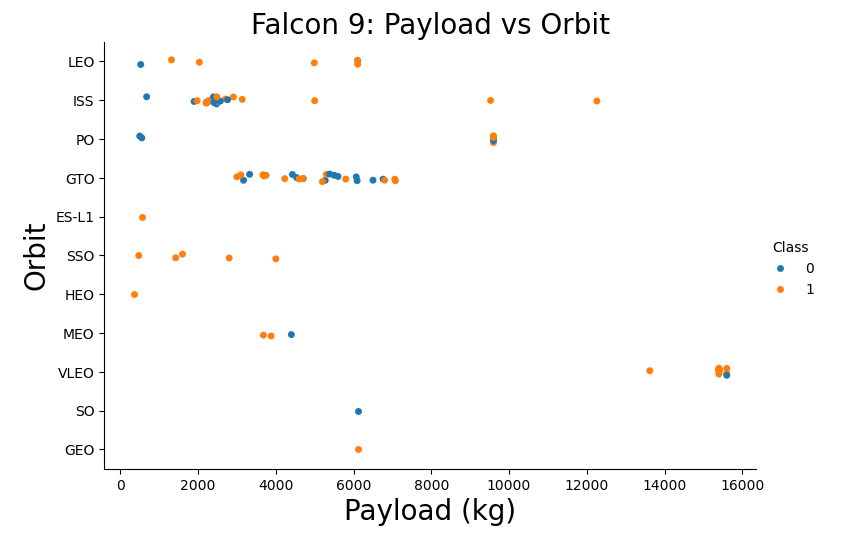 Falcon 9: Payload vs Orbit
LEO
ISS
PO
GTO
ES-L1
SSO
HEO
MEO
VLEO
SO
GEO
Orbit
0 2000 4000 6000 8000 10000 12000 14000 16000
Payload (kg)
Class
0
1